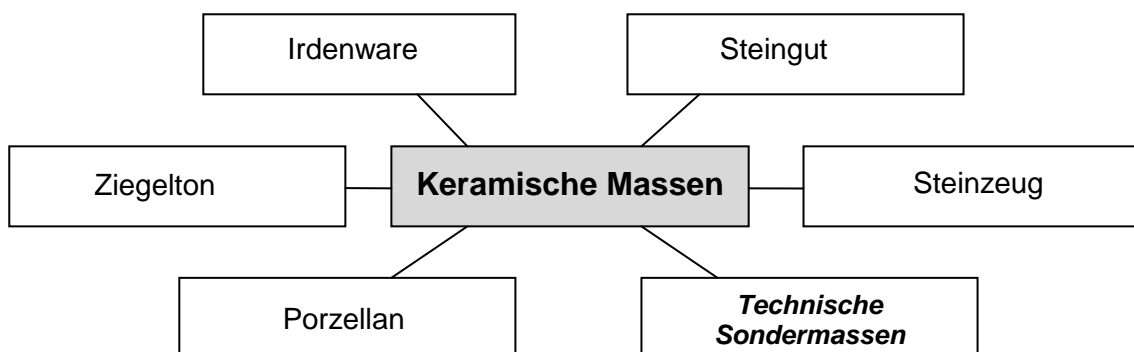 Irdenware
Steingut
Ziegelton
Keramische Massen
Steinzeug
Porzellan
Technische
Sondermassen